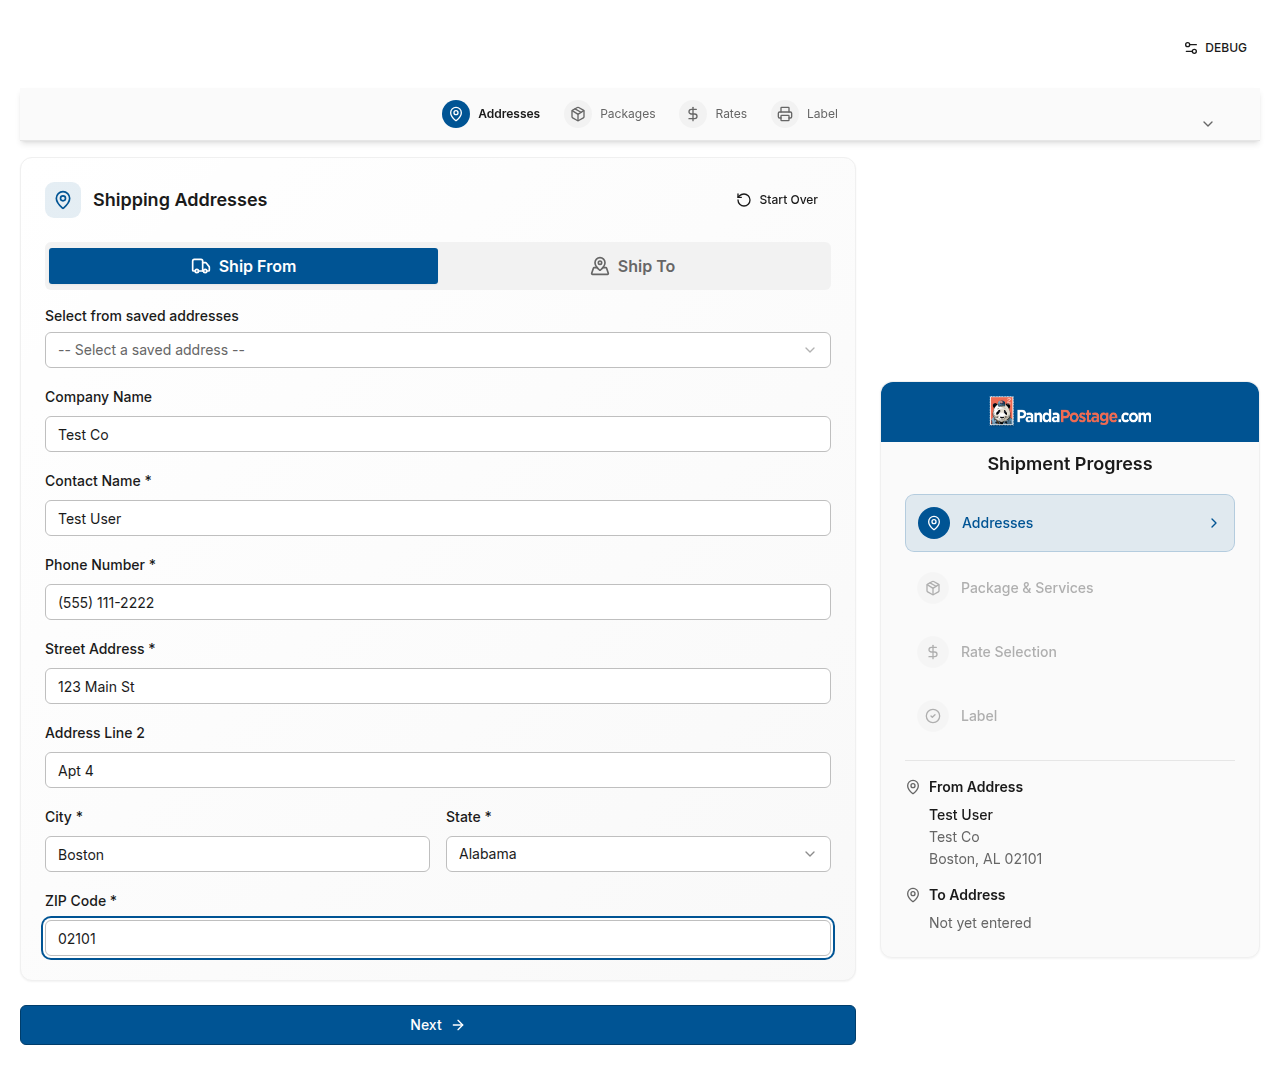 DEBUG
Addresses
Packages
Rates
Label
Shipping Addresses
Start Over
Ship From
Ship To
Select from saved addresses
-- Select a saved address --
Company Name
Test Co
Contact Name *
Test User
Phone Number *
(555) 111-2222
Street Address *
123 Main St
Address Line 2
Apt 4
City *
State *
Boston
Alabama
ZIP Code *
02101
Next
PandaPostage.com
Shipment Progress
Addresses
Package & Services
Rate Selection
Label
From Address
Test User
Test Co
Boston, AL 02101
To Address
Not yet entered